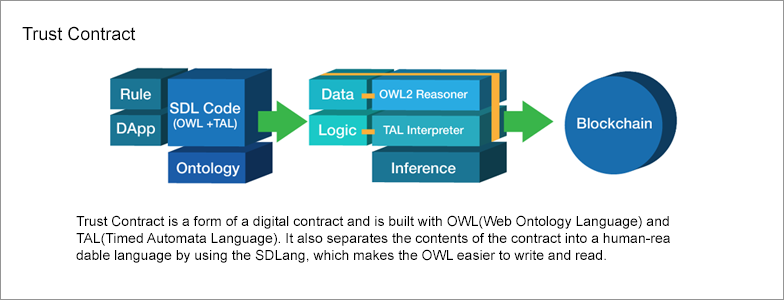 Trust Contract
Rule
DApp
SDL Code
(OWL +TAL)
Ontology
Data
OWL2 Reasoner
Logic
TAL Interpreter
Inference
Blockchain
Trust Contract is a form of a digital contract and is built with OWL(Web Ontology Language) and
TAL(Timed Automata Language). It also separates the contents of the contract into a human-rea
dable language by using the SDLang, which makes the OWL easier to write and read.